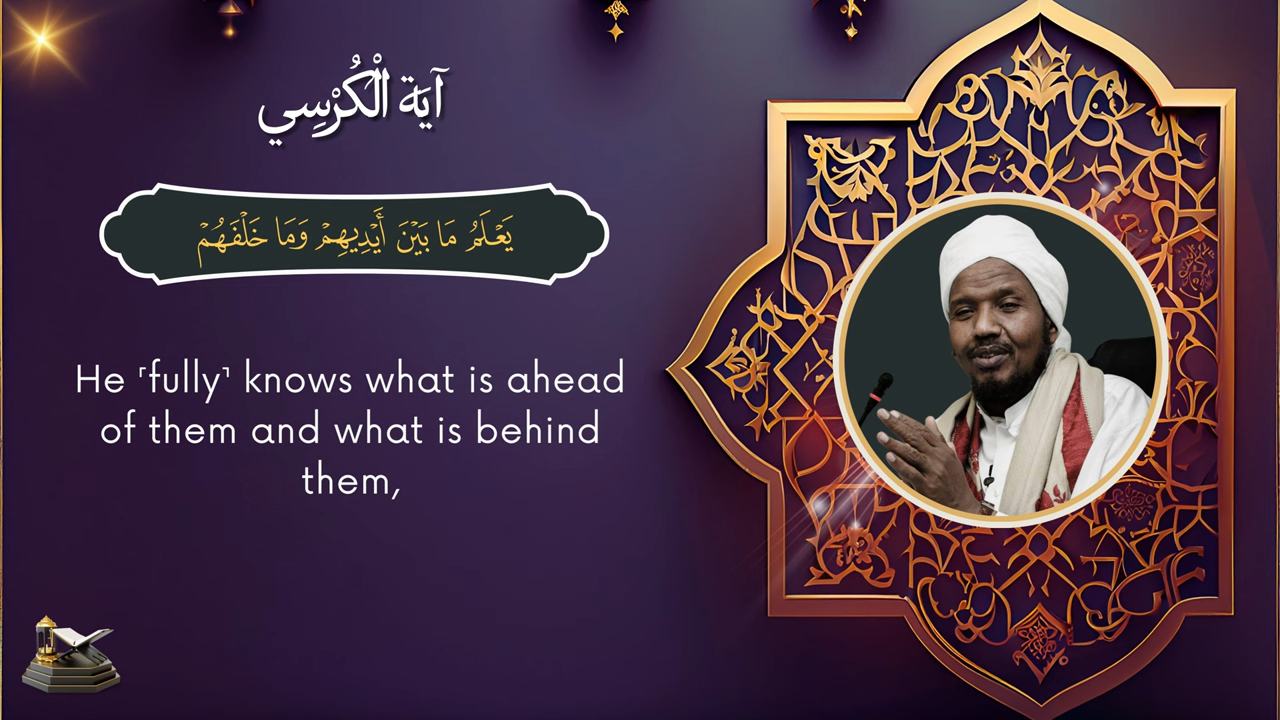 آيَة الْكُرْسِي
يَعْلَمُ مَا بَيْنَ أَيْدِيهِمْ وَمَا خَلْفَهُمْ
He ˹fully˺ knows what is ahead
of them and what is behind
them,